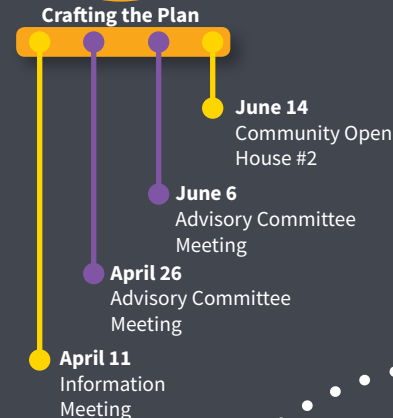 Crafting the Plan
June 14
Community Open
House #2
June 6
Advisory Committee
Meeting
April 26
Advisory Committee
Meeting
April 11
Information
Meeting